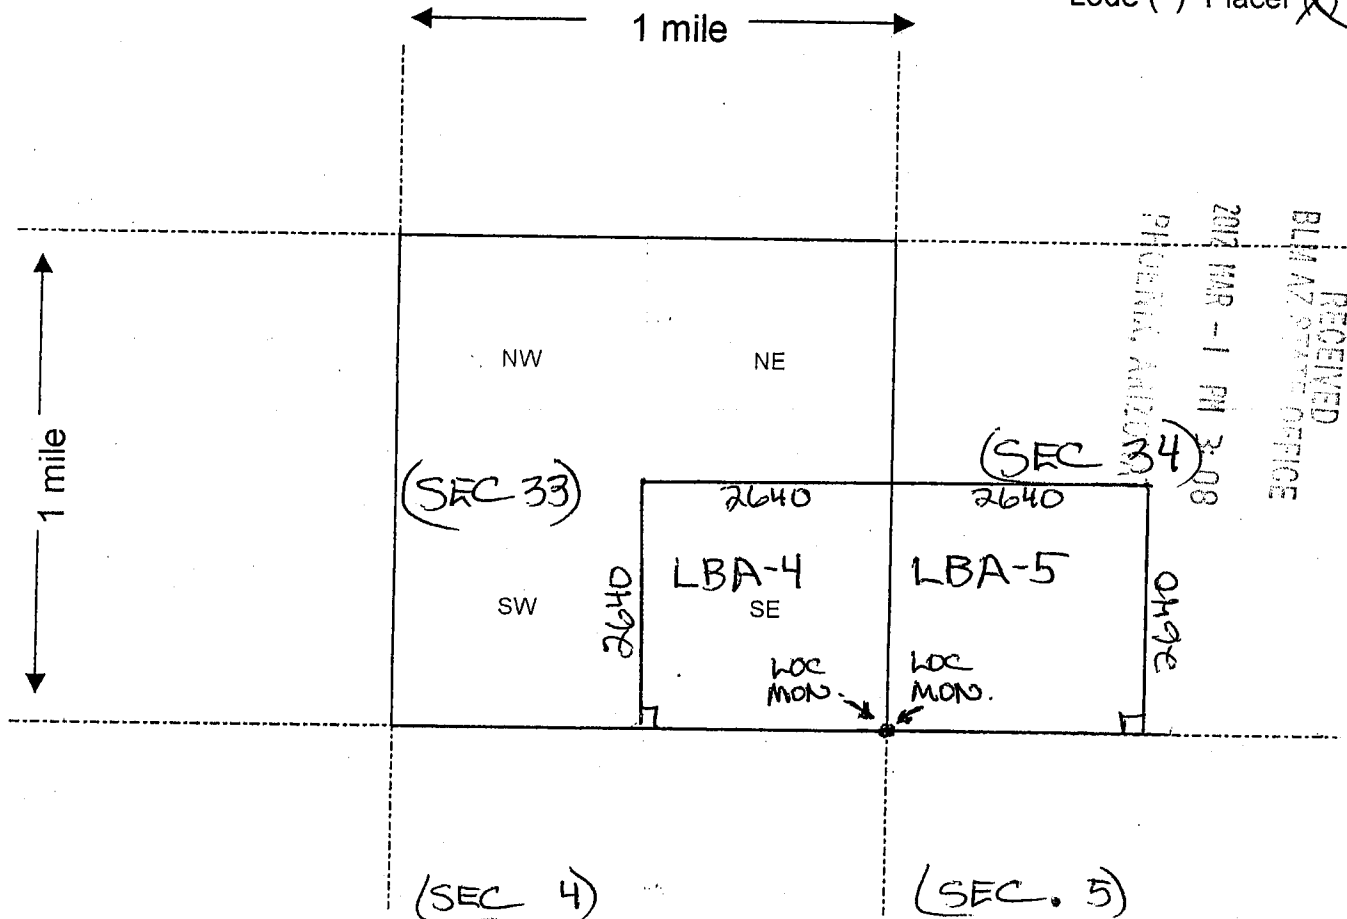 Lode ( ) Placer (X)
1 mile
1 mile
RECEIVED
BLM AZ STATE OFFICE
2012 MAR -1 PM 3:08
PHOENIX, ARIZONA
NW
NE
(SEC 33)
(SEC 34)
2640
2640
LBA-4
LBA-5
SW
SE
2640
2640
LOC
MON.
LOC
MON.
(SEC 4)
(SEC. 5)